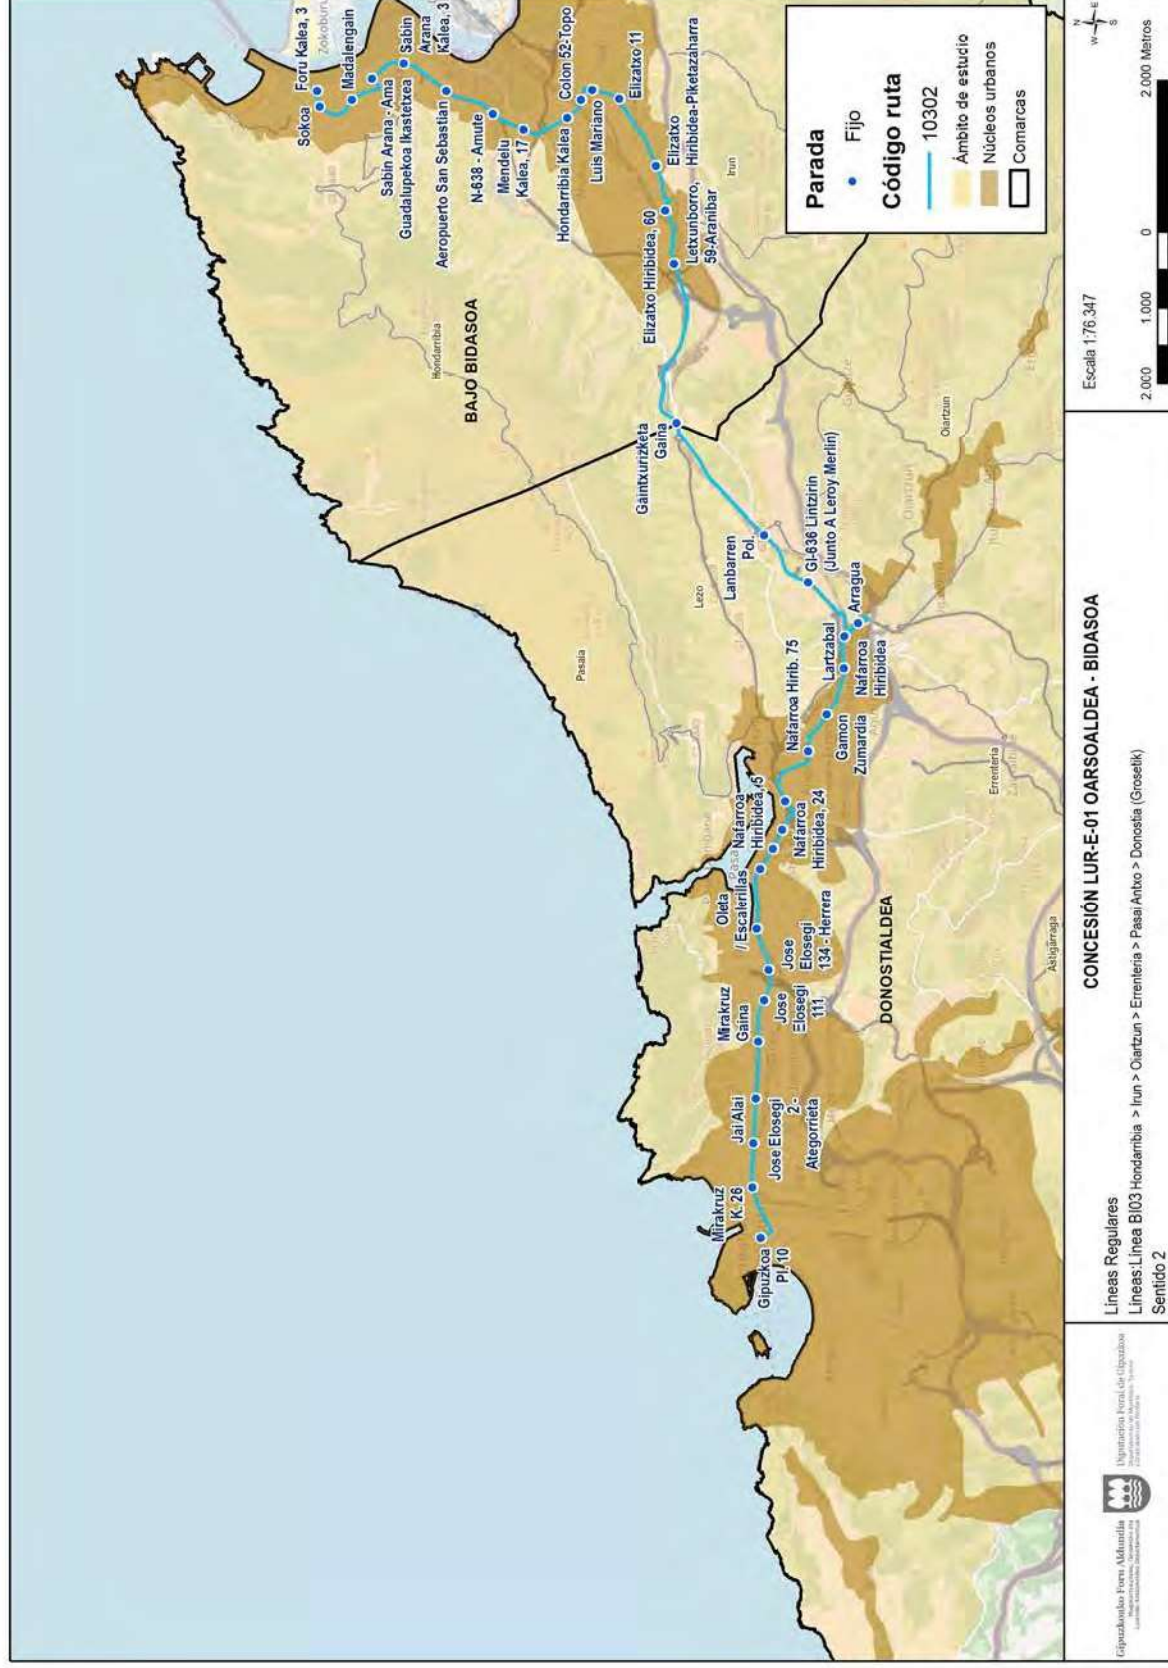 Foru Kalea, 3
Zokoburu
Sokoa
Madalengain
Sabin
Arana
Kalea, 3
Sabin Arana - Ama
Guadalupekoa Ikastetxea
Aeropuerto San Sebastian
N-638 - Amute
Mendelu
Kalea, 17
Colon 52-Topo
Hondarribia Kalea
Luis Mariano
Elizatxo 11
Elizatxo
Hiribidea-Piketazaharra
Irun
Elizatxo Hiribidea, 60
Letxunborro,
59-Aranibar
Hondarribia
BAJO BIDASOA
Gaintxurizketa
Gaina
Lanbarren
Pol.
GI-636 Lintzirin
(Junto A Leroy Merlin)
Oiartzun
Oiartzun
Lezo
Pasaia
Arragua
Lartzabal
Nafarroa
Hiribidea
Nafarroa Hirib. 75
Gamon
Zumardia
Errenteria
Nafarroa
Hiribidea, 5
Nafarroa
Hiribidea, 24
Oleta
/ Escalerillas
Jose
Elosegi
134 - Herrera
Jose
Elosegi
111
Mirakruz
Gaina
DONOSTIALDEA
Astigarraga
Jai Alai
Jose Elosegi
2 -
Ategorrieta
Mirakruz
K. 26
Gipuzkoa
Pl. 10
Parada
Fijo
Código ruta
10302
Ámbito de estudio
Núcleos urbanos
Comarcas
Gipuzkoako Foru Aldundia
Diputación Foral de Gipuzkoa
CONCESIÓN LUR-E-01 OARSOALDEA - BIDASOA
Líneas Regulares
Líneas:Línea BI03 Hondarribia > Irun > Oiartzun > Errenteria > Pasai Antxo > Donostia (Grosetik)
Sentido 2
Escala 1:76.347
2.000 1.000 0 2.000 Metros
N
W E
S